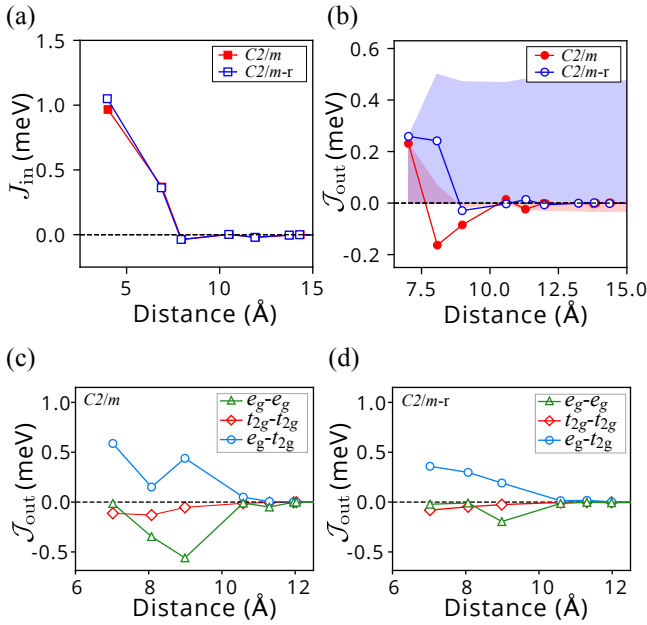 (a)
1.5
1.0
0.5
0.0
J_in (meV)
C2/m
C2/m-r
5
10
15
Distance (Å)
(b)
0.6
0.4
0.2
0.0
-0.2
𝒥_out (meV)
C2/m
C2/m-r
7.5
10.0
12.5
15.0
Distance (Å)
(c)
1.0
0.5
0.0
-0.5
𝒥_out (meV)
C2/m
e_g-e_g
t_2g-t_2g
e_g-t_2g
6
8
10
12
Distance (Å)
(d)
1.0
0.5
0.0
-0.5
𝒥_out (meV)
C2/m-r
e_g-e_g
t_2g-t_2g
e_g-t_2g
6
8
10
12
Distance (Å)